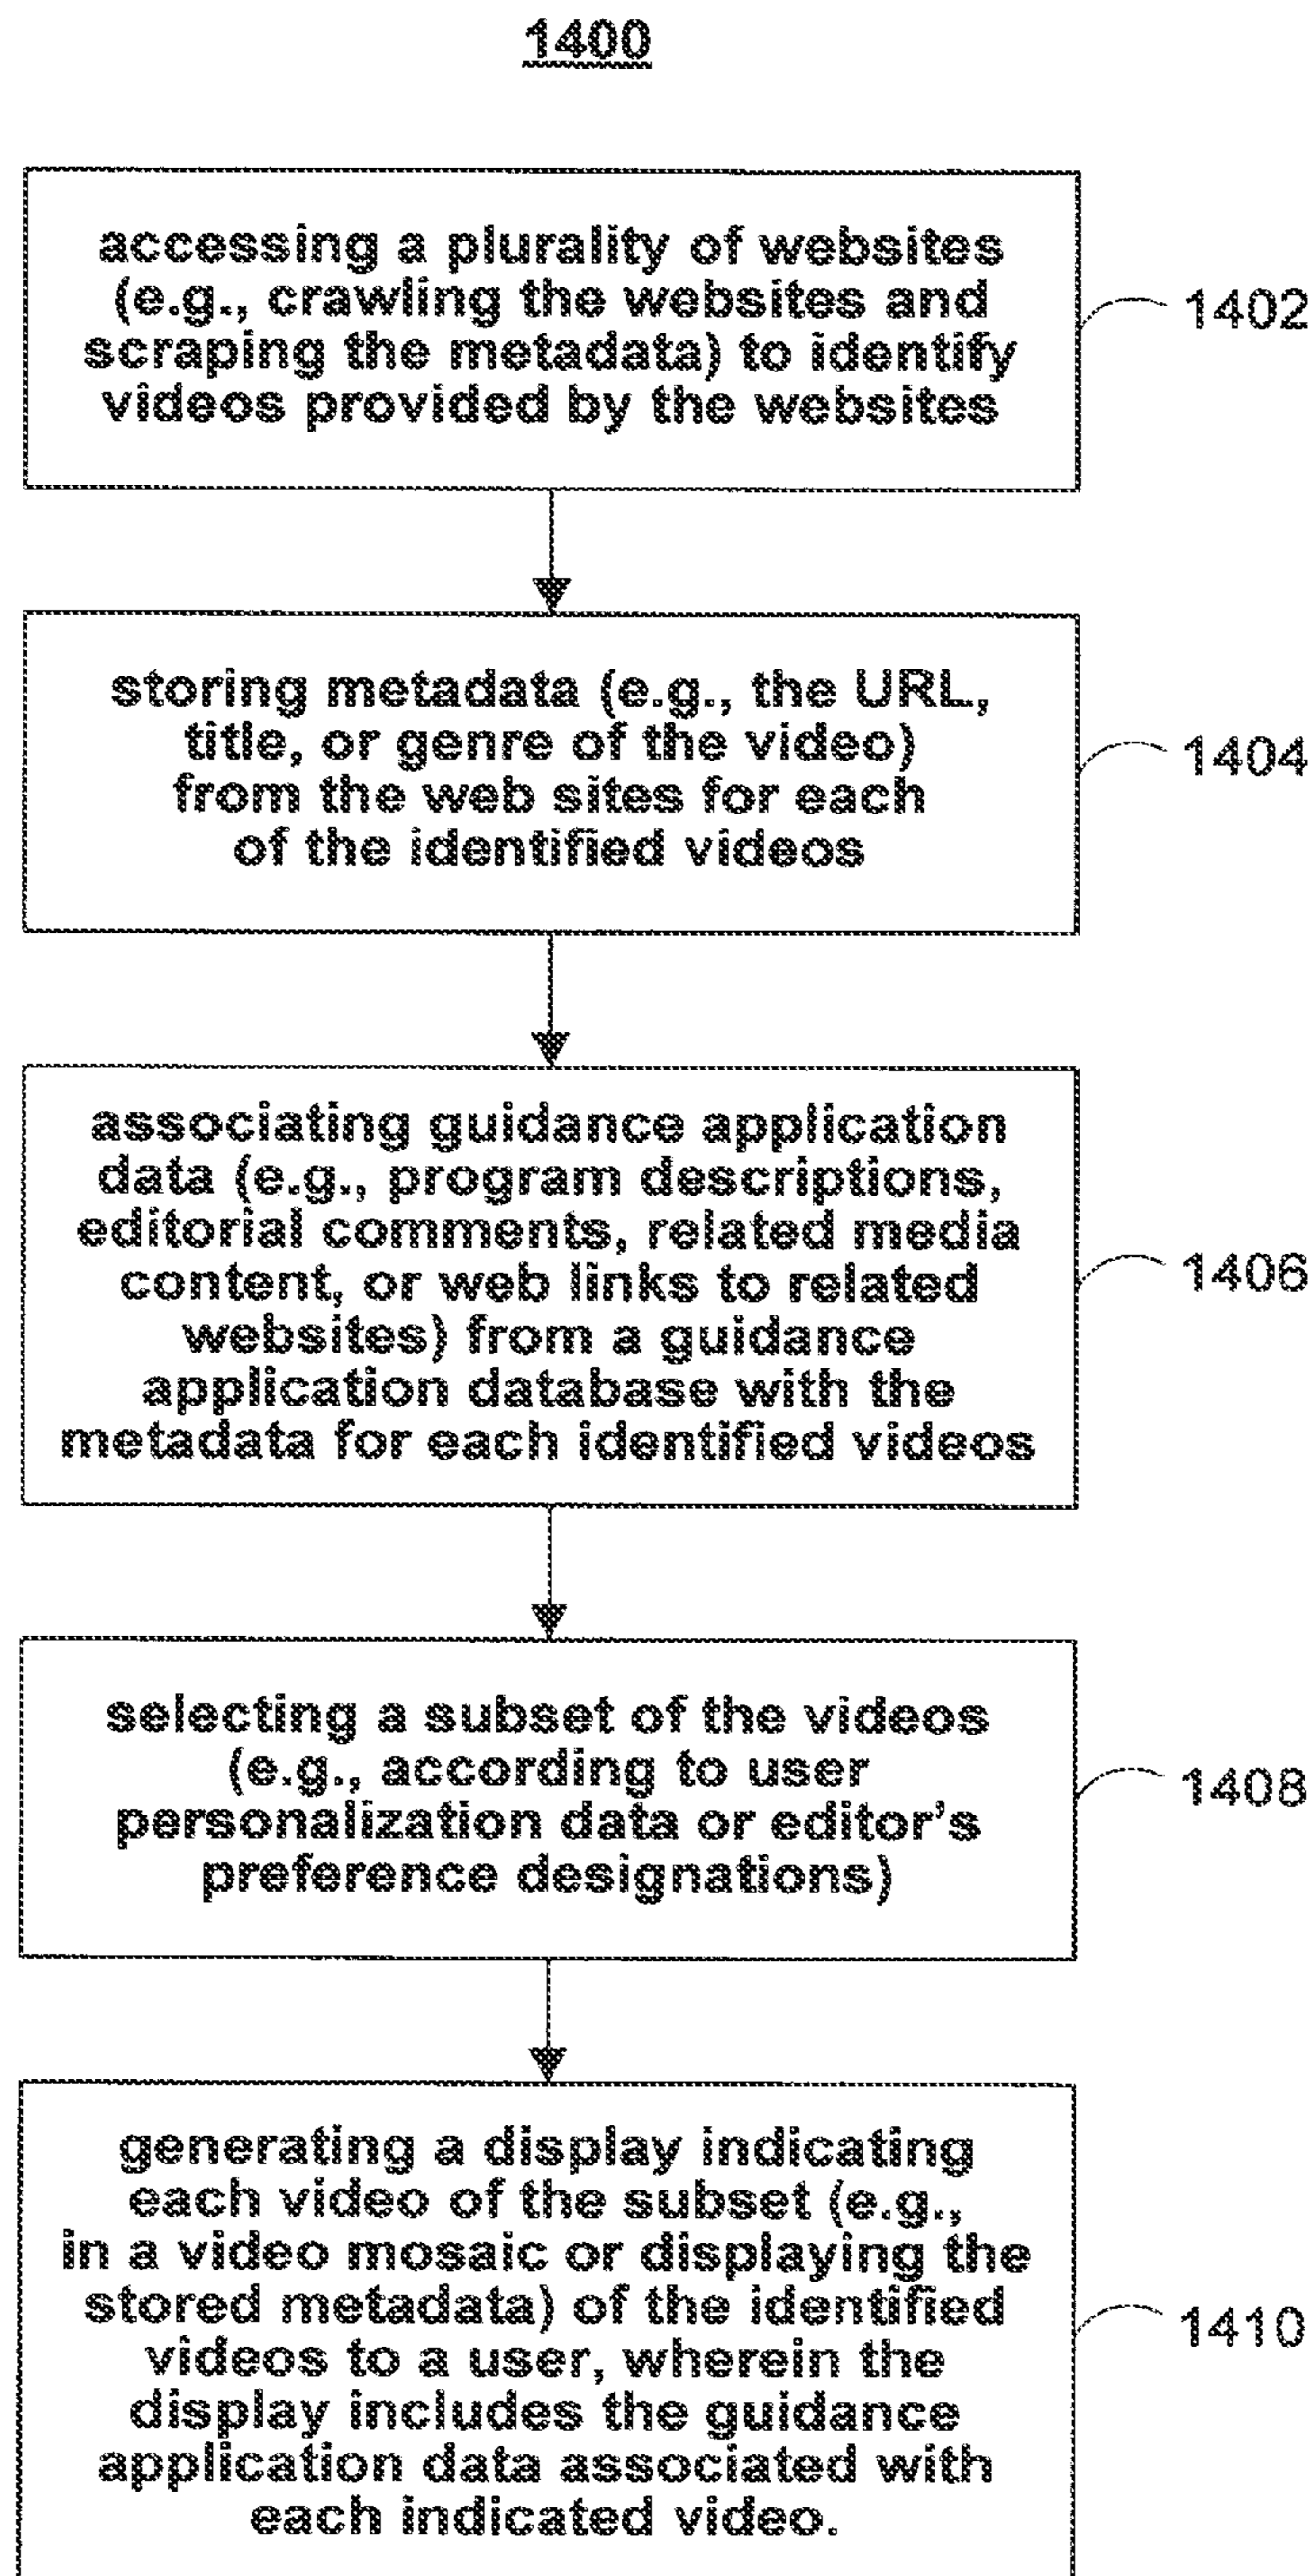 1400
accessing a plurality of websites
(e.g., crawling the websites and
scraping the metadata) to identify
videos provided by the websites
1402
storing metadata (e.g., the URL,
title, or genre of the video)
from the web sites for each
of the identified videos
1404
associating guidance application
data (e.g., program descriptions,
editorial comments, related media
content, or web links to related
websites) from a guidance
application database with the
metadata for each identified videos
1406
selecting a subset of the videos
(e.g., according to user
personalization data or editor's
preference designations)
1408
generating a display indicating
each video of the subset (e.g.,
in a video mosaic or displaying the
stored metadata) of the identified
videos to a user, wherein the
display includes the guidance
application data associated with
each indicated video.
1410